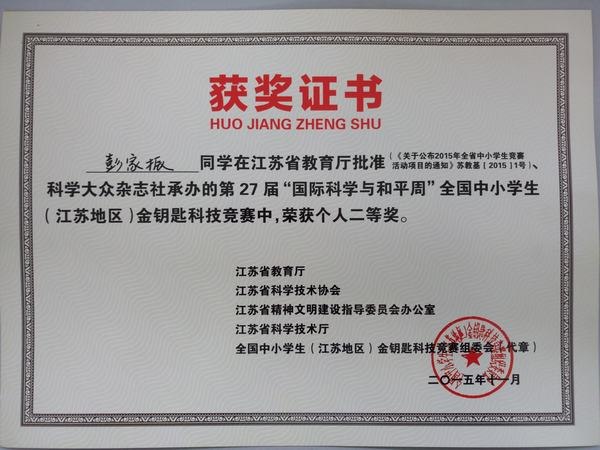 获奖证书
HUO JIANG ZHENG SHU
彭家振 同学在江苏省教育厅批准(《关于公布2015年全省中小学生竞赛活动项目的通知》苏教基〔2015〕1号)、
科学大众杂志社承办的第27届“国际科学与和平周”全国中小学生
(江苏地区)金钥匙科技竞赛中,荣获个人二等奖。
江苏省教育厅
江苏省科学技术协会
江苏省精神文明建设指导委员会办公室
江苏省科学技术厅
全国中小学生(江苏地区)金钥匙科技竞赛组委会(代章)
二〇一五年十一月